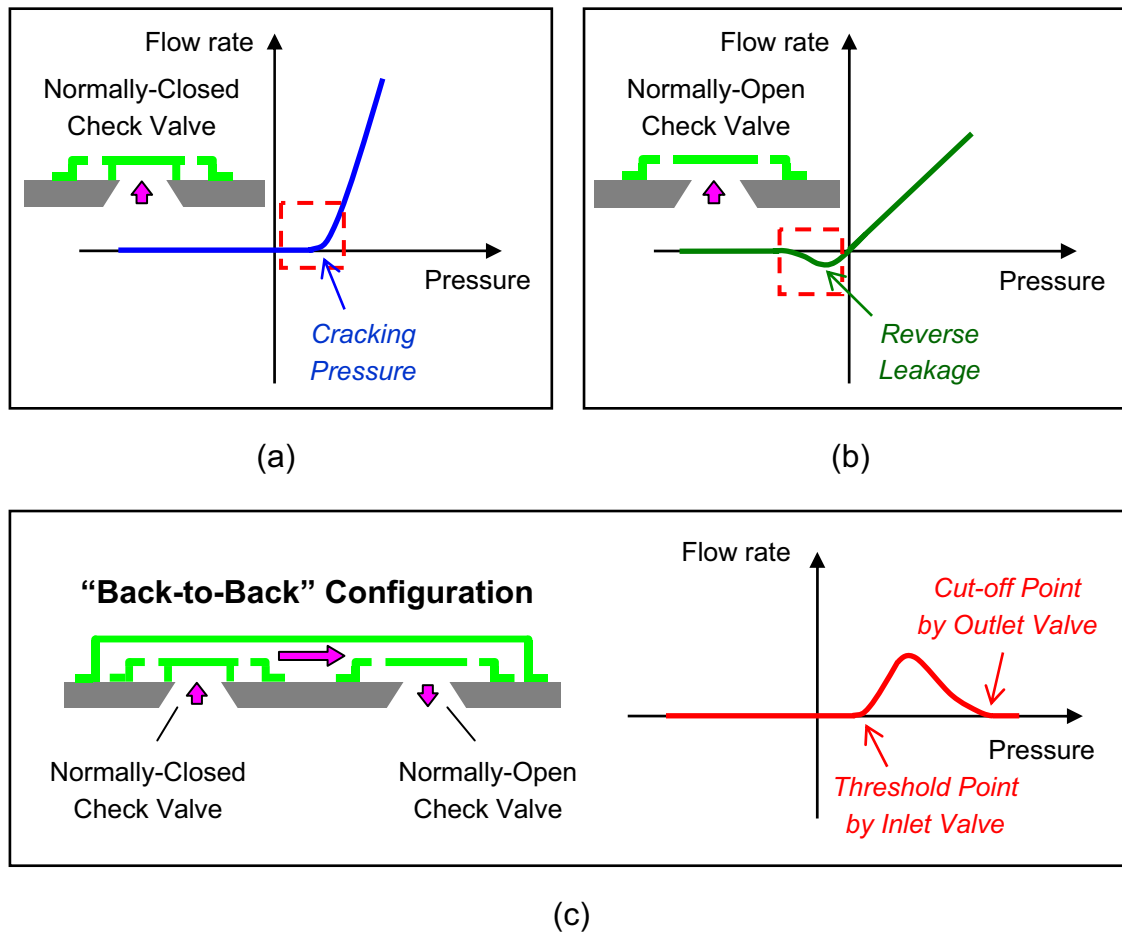 Flow rate
Normally-Closed
Check Valve
Pressure
Cracking
Pressure
(a)
Flow rate
Normally-Open
Check Valve
Pressure
Reverse
Leakage
(b)
“Back-to-Back” Configuration
Normally-Closed
Check Valve
Normally-Open
Check Valve
Flow rate
Cut-off Point
by Outlet Valve
Pressure
Threshold Point
by Inlet Valve
(c)